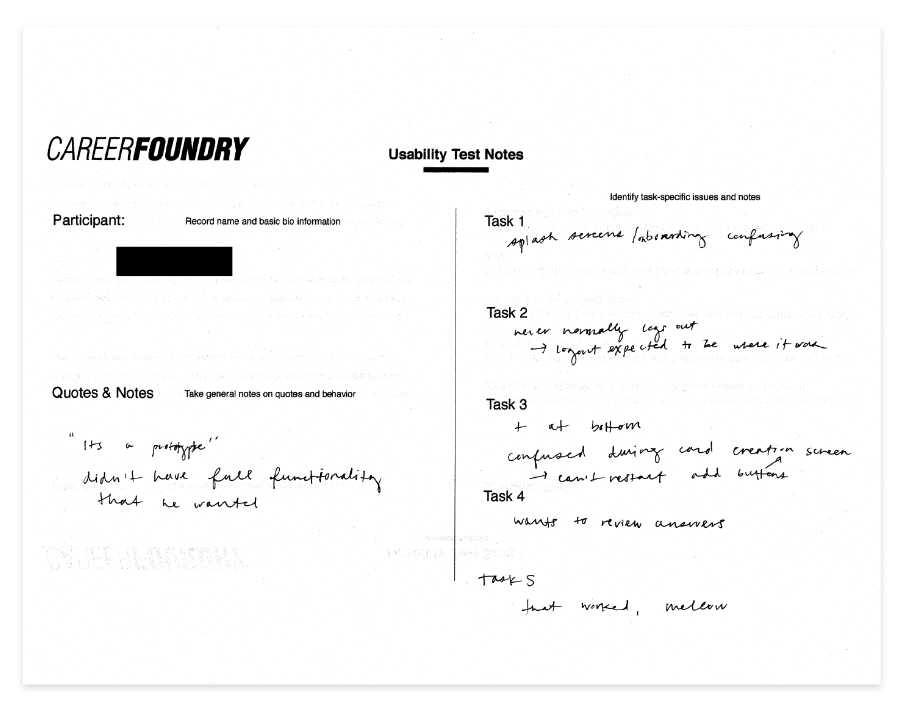 CAREERFOUNDRY
Usability Test Notes
Participant:
Record name and basic bio information
Quotes & Notes
Take general notes on quotes and behavior
"Its a prototype"
didn't have full functionality
that he wanted
Identify task-specific issues and notes
Task 1
splash screens/onboarding confusing
Task 2
never normally logs out
→ logout expected to be where it was
Task 3
+ at bottom
confused during card creation screen
→ can't restart add buttons
Task 4
wants to review answers
Task 5
that worked, mellow